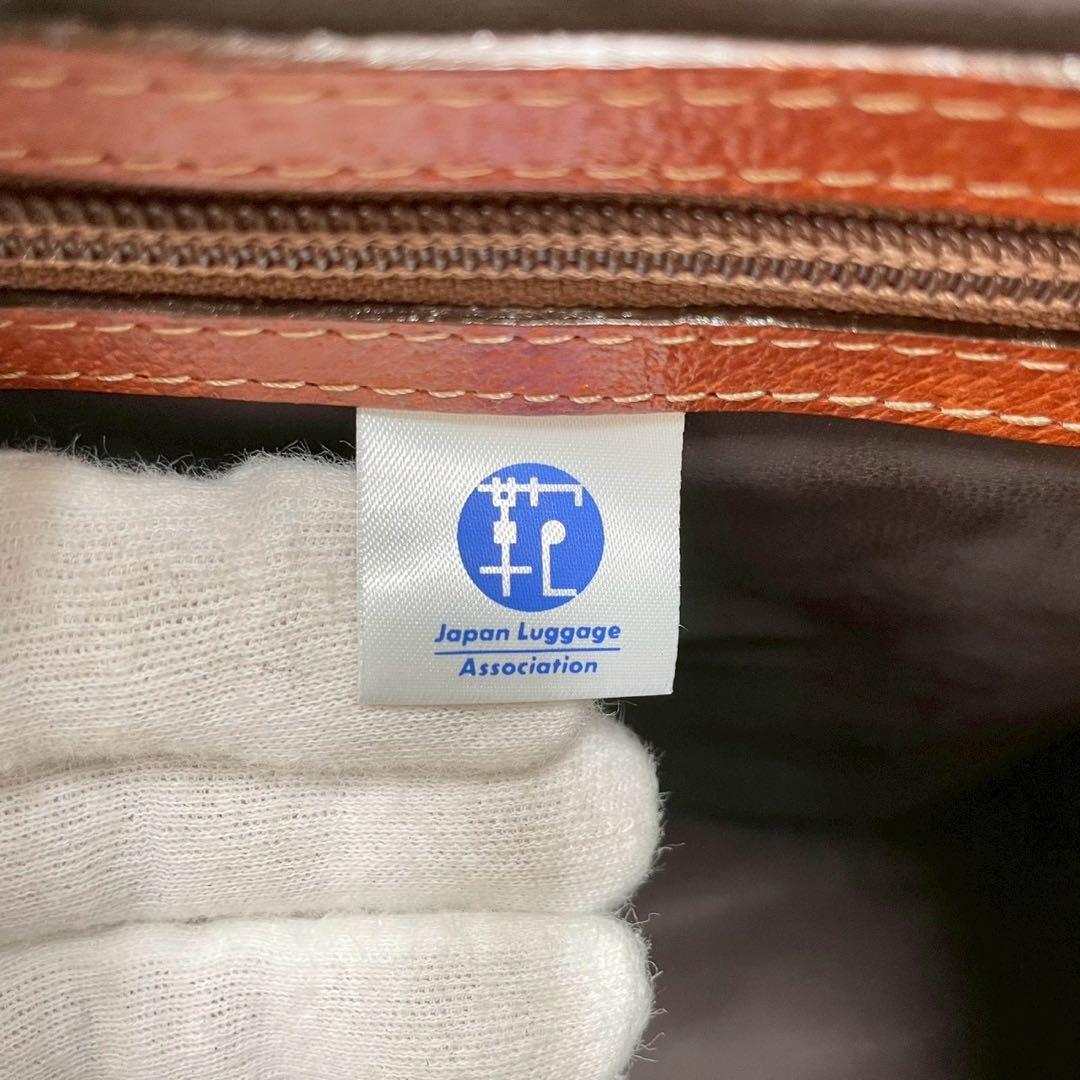 Japan Luggage
Association